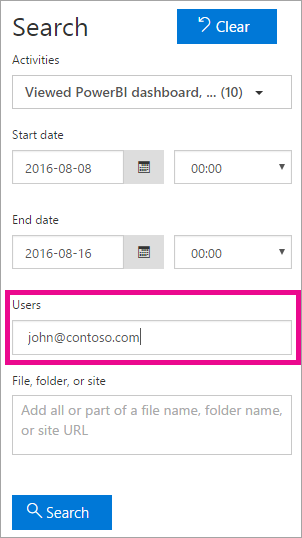 Search
Clear
Activities
Viewed PowerBI dashboard, ... (10)
Start date
2016-08-08
00:00
End date
2016-08-16
00:00
Users
john@contoso.com
File, folder, or site
Add all or part of a file name, folder name,
or site URL
Search